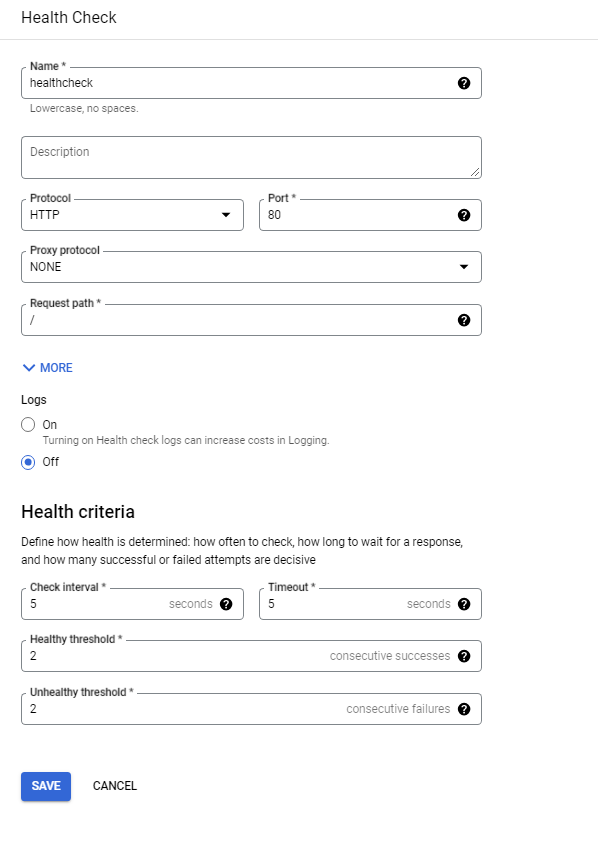 Health Check
Name *
healthcheck
Lowercase, no spaces.
Description
Protocol
HTTP
Port *
80
Proxy protocol
NONE
Request path *
/
MORE
Logs
On
Turning on Health check logs can increase costs in Logging.
Off
Health criteria
Define how health is determined: how often to check, how long to wait for a response,
and how many successful or failed attempts are decisive
Check interval *
5 seconds
Timeout *
5 seconds
Healthy threshold *
2 consecutive successes
Unhealthy threshold *
2 consecutive failures
SAVE CANCEL